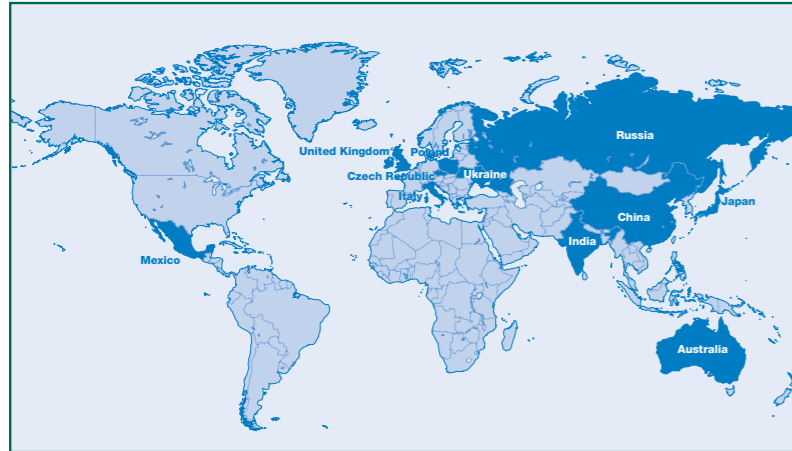 Russia
United Kingdom
Poland
Czech Republic
Ukraine
Italy
China
Japan
India
Mexico
Australia